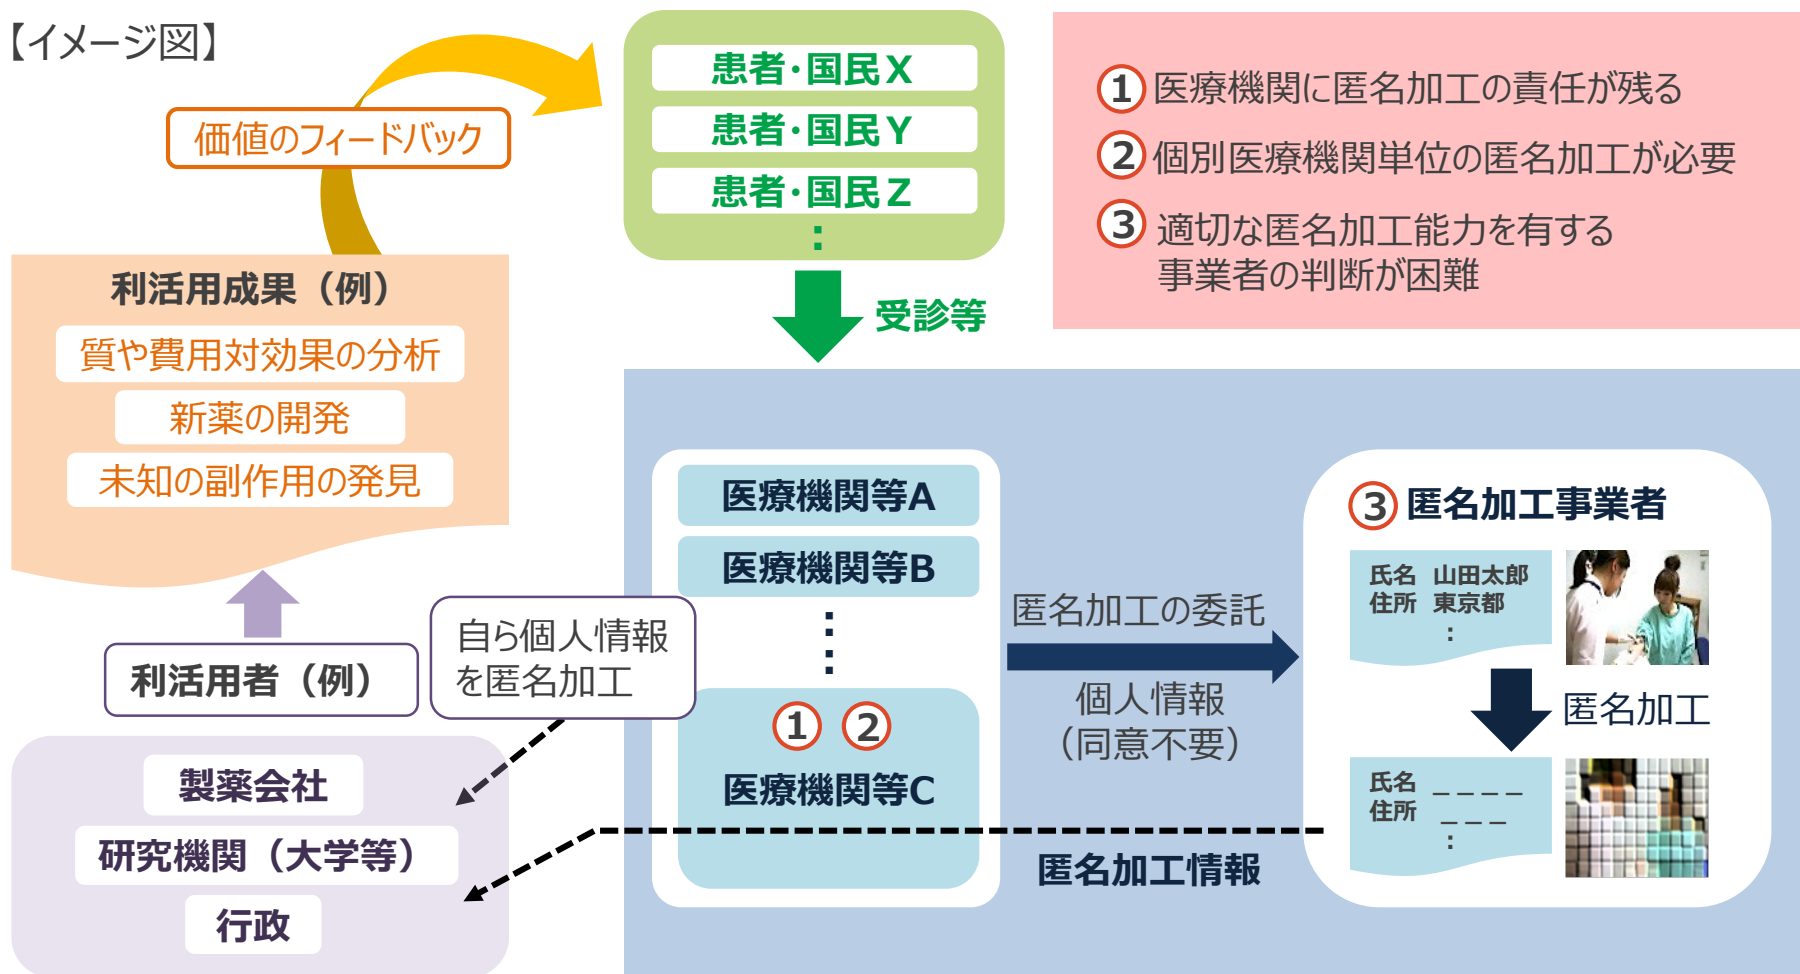 【イメージ図】
価値のフィードバック
患者・国民X
患者・国民Y
患者・国民Z
：
受診等
① 医療機関に匿名加工の責任が残る
② 個別医療機関単位の匿名加工が必要
③ 適切な匿名加工能力を有する
事業者の判断が困難
利活用成果（例）
質や費用対効果の分析
新薬の開発
未知の副作用の発見
利活用者（例）
製薬会社
研究機関（大学等）
行政
自ら個人情報
を匿名加工
医療機関等A
医療機関等B
：
：
① ②
医療機関等C
匿名加工の委託
個人情報
（同意不要）
匿名加工情報
③ 匿名加工事業者
氏名 山田太郎
住所 東京都
：
匿名加工
氏名 ＿＿＿＿
住所 ＿＿＿
：